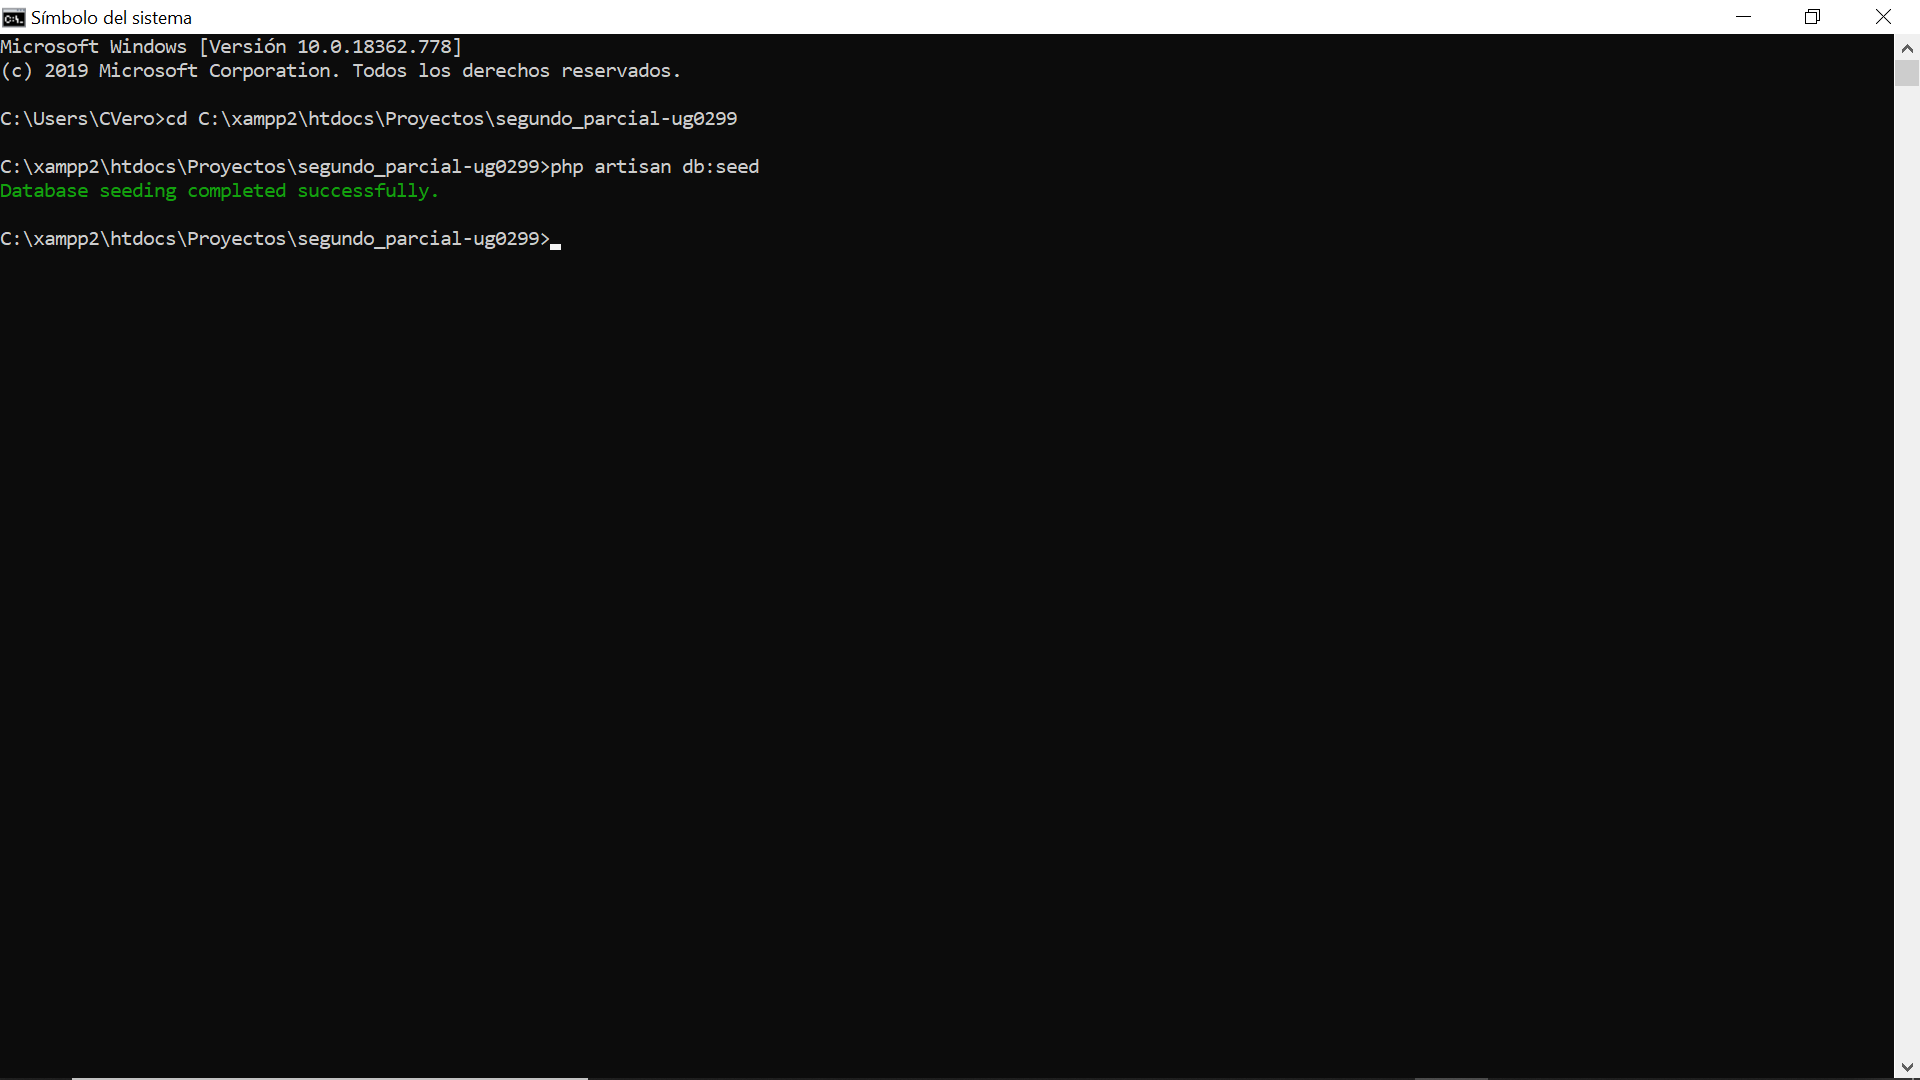 Símbolo del sistema
Microsoft Windows [Versión 10.0.18362.778]
(c) 2019 Microsoft Corporation. Todos los derechos reservados.
C:\Users\CVero>cd C:\xampp2\htdocs\Proyectos\segundo_parcial-ug0299
C:\xampp2\htdocs\Proyectos\segundo_parcial-ug0299>php artisan db:seed
Database seeding completed successfully.
C:\xampp2\htdocs\Proyectos\segundo_parcial-ug0299>